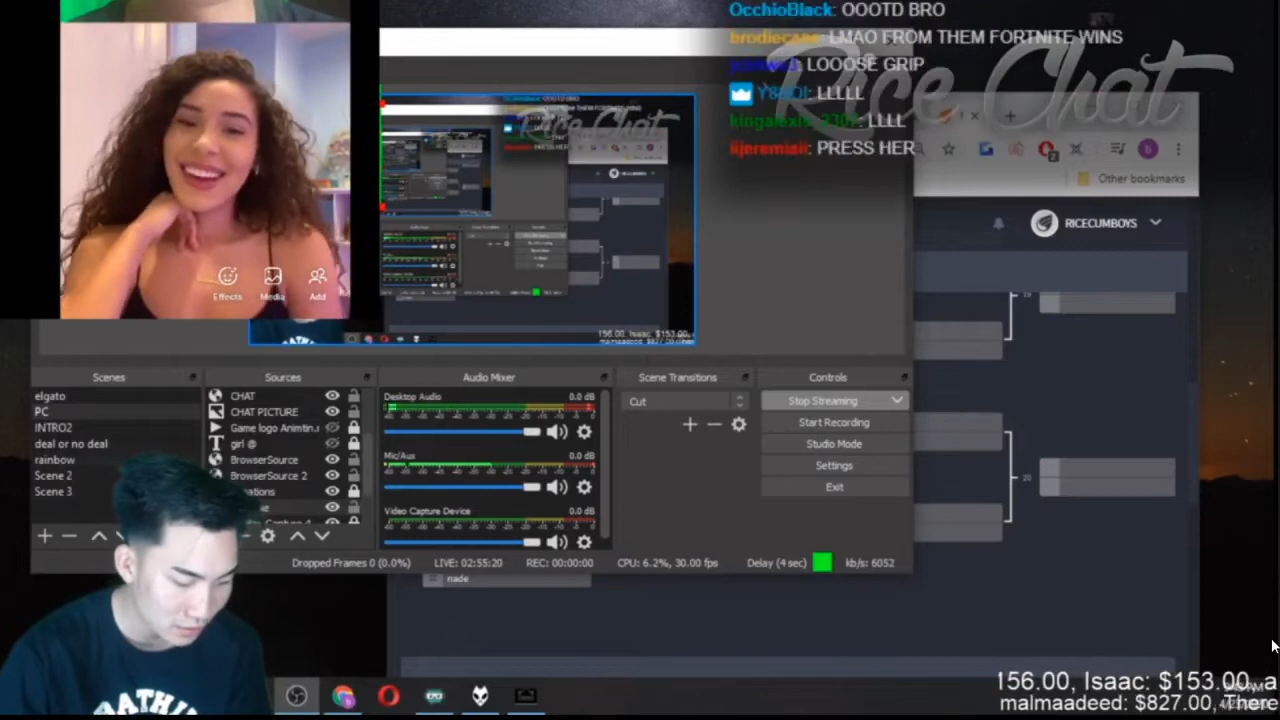 OcchioBlack: OOOTD BRO
LMAO FROM THEM FORTNITE WINS
LOOOSE GRIP
LLLLL
LLLL
PRESS HER
Rice Chat
Other bookmarks
RICECUMBOYS
Effects
Media
Add
Scenes
Sources
Audio Mixer
Scene Transitions
Controls
elgato
PC
INTRO2
deal or no deal
rainbow
Scene 2
Scene 3
CHAT
CHAT PICTURE
Game logo Animtin.r
girl @
BrowserSource
BrowserSource 2
Desktop Audio
0.0 dB
Mic/Aux
0.0 dB
Video Capture Device
0.0 dB
Cut
Stop Streaming
Start Recording
Studio Mode
Settings
Exit
Dropped Frames 0 (0.0%)
LIVE: 02:55:20
REC: 00:00:00
CPU: 6.2%, 30.00 fps
Delay (4 sec)
kb/s: 6052
nade
20
156.00, Isaac: $153.00, a
malmaadeed: $827.00, There